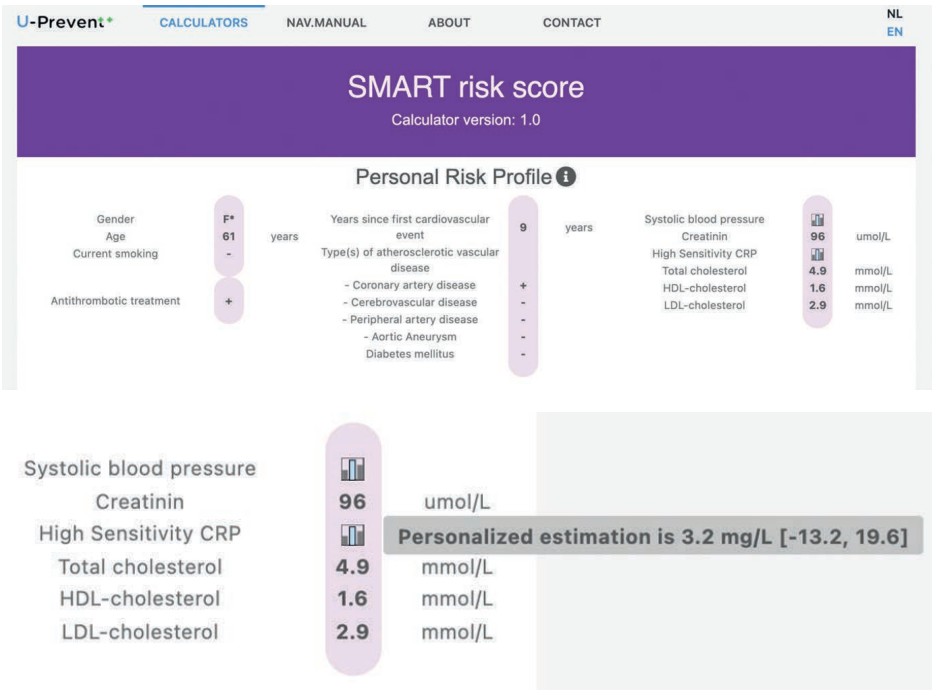 U-Prevent
CALCULATORS
NAV.MANUAL
ABOUT
CONTACT
NL
EN
SMART risk score
Calculator version: 1.0
Personal Risk Profile i
Gender F*
Age 61 years
Current smoking -
Antithrombotic treatment +
Years since first cardiovascular
event 9 years
Type(s) of atherosclerotic vascular
disease
- Coronary artery disease +
- Cerebrovascular disease -
- Peripheral artery disease -
- Aortic Aneurysm -
Diabetes mellitus -
Systolic blood pressure
Creatinin 96 umol/L
High Sensitivity CRP
Total cholesterol 4.9 mmol/L
HDL-cholesterol 1.6 mmol/L
LDL-cholesterol 2.9 mmol/L
Systolic blood pressure
Creatinin 96 umol/L
High Sensitivity CRP Personalized estimation is 3.2 mg/L [-13.2, 19.6]
Total cholesterol 4.9 mmol/L
HDL-cholesterol 1.6 mmol/L
LDL-cholesterol 2.9 mmol/L